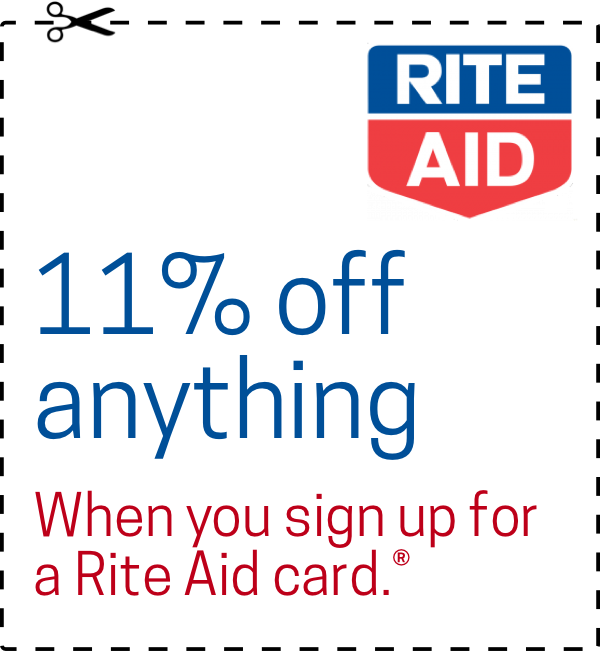 RITE
AID
11% off
anything
When you sign up for
a Rite Aid card.®